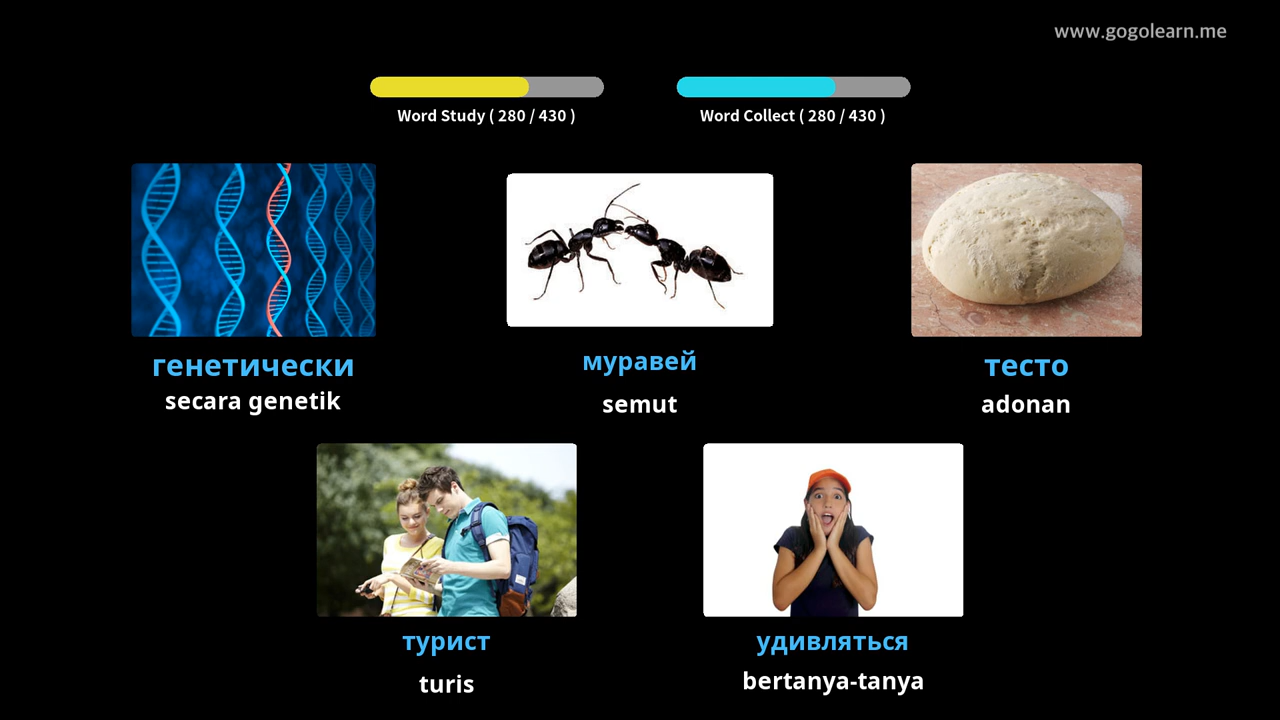 www.gogolearn.me
Word Study ( 280 / 430 )
Word Collect ( 280 / 430 )
генетически
secara genetik
муравей
semut
тесто
adonan
турист
turis
удивляться
bertanya-tanya